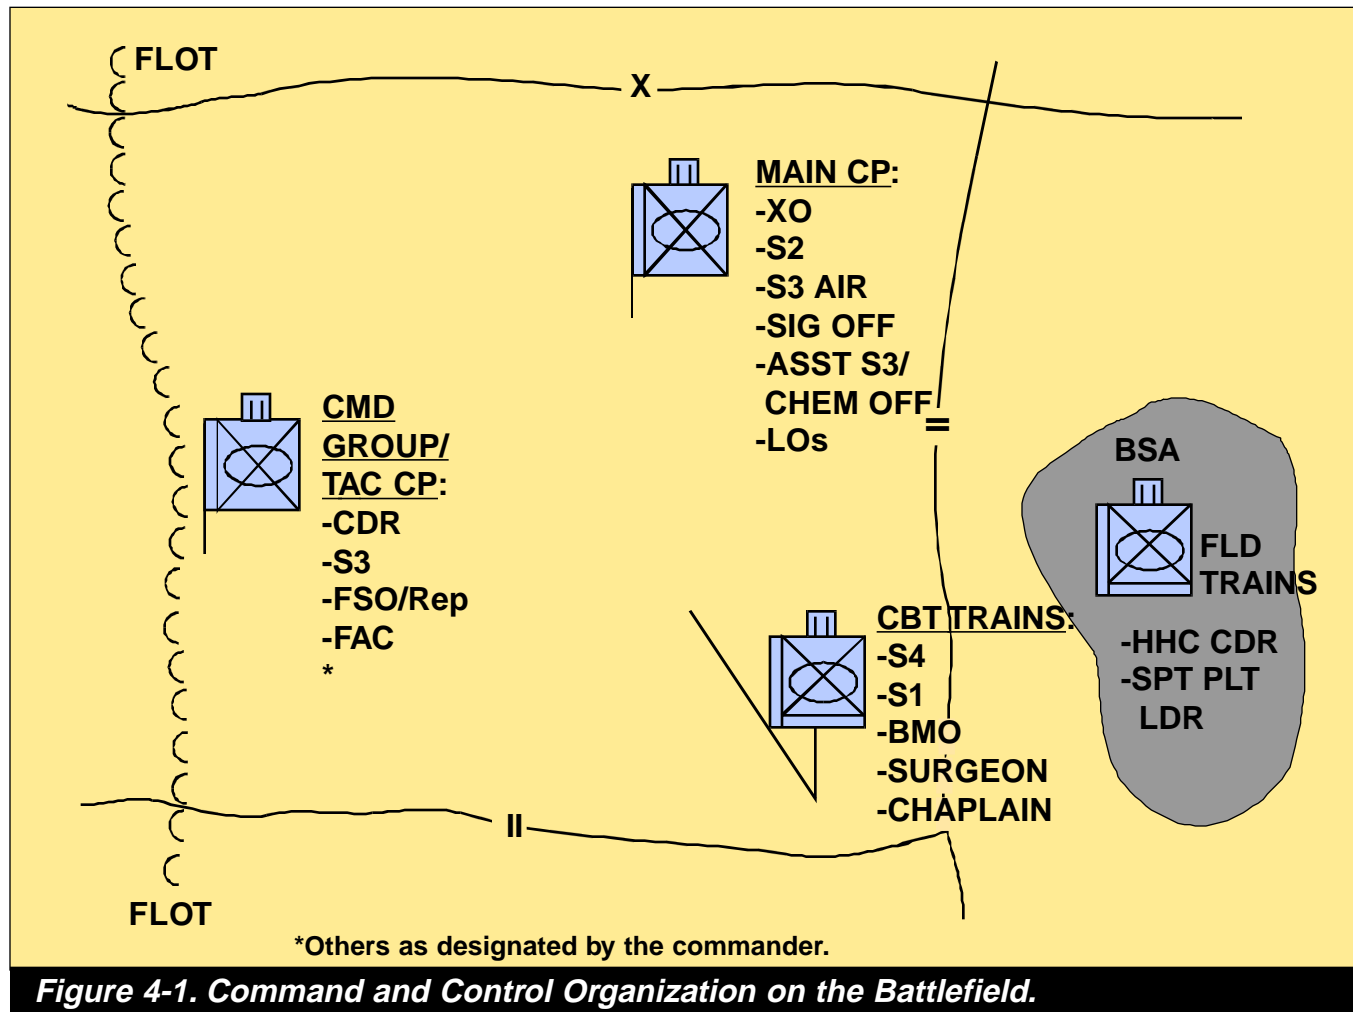 FLOT
X
MAIN CP:
-XO
-S2
-S3 AIR
-SIG OFF
-ASST S3/
CHEM OFF
-LOs
=
CMD
GROUP/
TAC CP:
-CDR
-S3
-FSO/Rep
-FAC
*
BSA
FLD
TRAINS
-HHC CDR
-SPT PLT
LDR
CBT TRAINS:
-S4
-S1
-BMO
-SURGEON
-CHAPLAIN
II
FLOT
*Others as designated by the commander.
Figure 4-1. Command and Control Organization on the Battlefield.